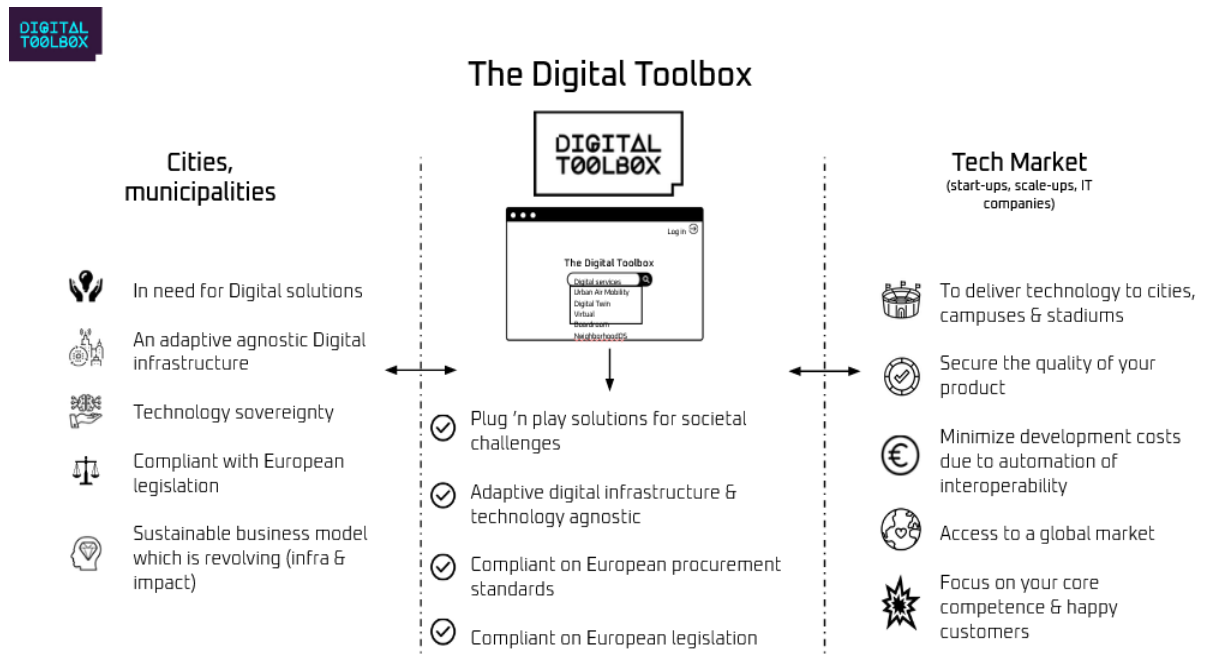 DIGITAL
TOOLBOX
The Digital Toolbox
DIGITAL
TOOLBOX
Cities,
municipalities
In need for Digital solutions
An adaptive agnostic Digital
infrastructure
Technology sovereignty
Compliant with European
legislation
Sustainable business model
which is revolving (infra &
impact)
Log in
The Digital Toolbox
Digital services
Urban Air Mobility
Digital Twin
Virtual
Boardroom
NeighborhoodOS
Plug 'n play solutions for societal
challenges
Adaptive digital infrastructure &
technology agnostic
Compliant on European procurement
standards
Compliant on European legislation
Tech Market
(start-ups, scale-ups, IT
companies)
To deliver technology to cities,
campuses & stadiums
Secure the quality of your
product
Minimize development costs
due to automation of
interoperability
Access to a global market
Focus on your core
competence & happy
customers